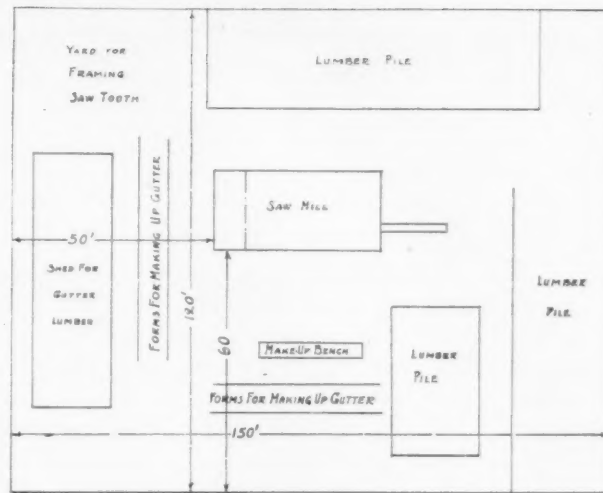 YARD FOR
FRAMING
SAW TOOTH
LUMBER PILE
FORMS FOR MAKING UP GUTTER
SAW MILL
50'
SHED FOR
GUTTER
LUMBER
120'
60
LUMBER
PILE
MAKE-UP BENCH
LUMBER
PILE
FORMS FOR MAKING UP GUTTER
150'